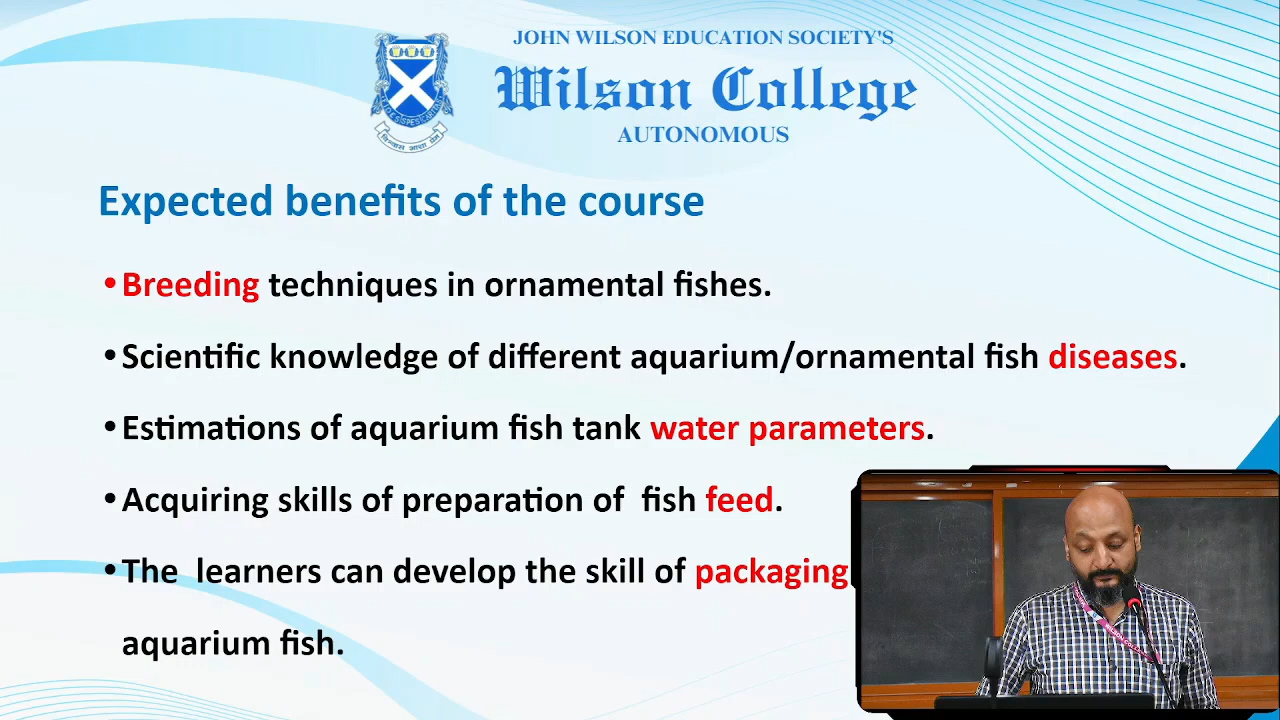 JOHN WILSON EDUCATION SOCIETY'S
Wilson College
AUTONOMOUS
विश्वास आशा प्रेम
Expected benefits of the course
•Breeding techniques in ornamental fishes.
•Scientific knowledge of different aquarium/ornamental fish diseases.
•Estimations of aquarium fish tank water parameters.
•Acquiring skills of preparation of fish feed.
•The learners can develop the skill of packaging
aquarium fish.